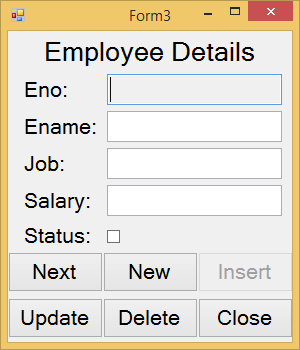 Form3
Employee Details
Eno:
Ename:
Job:
Salary:
Status:
Next New Insert
Update Delete Close